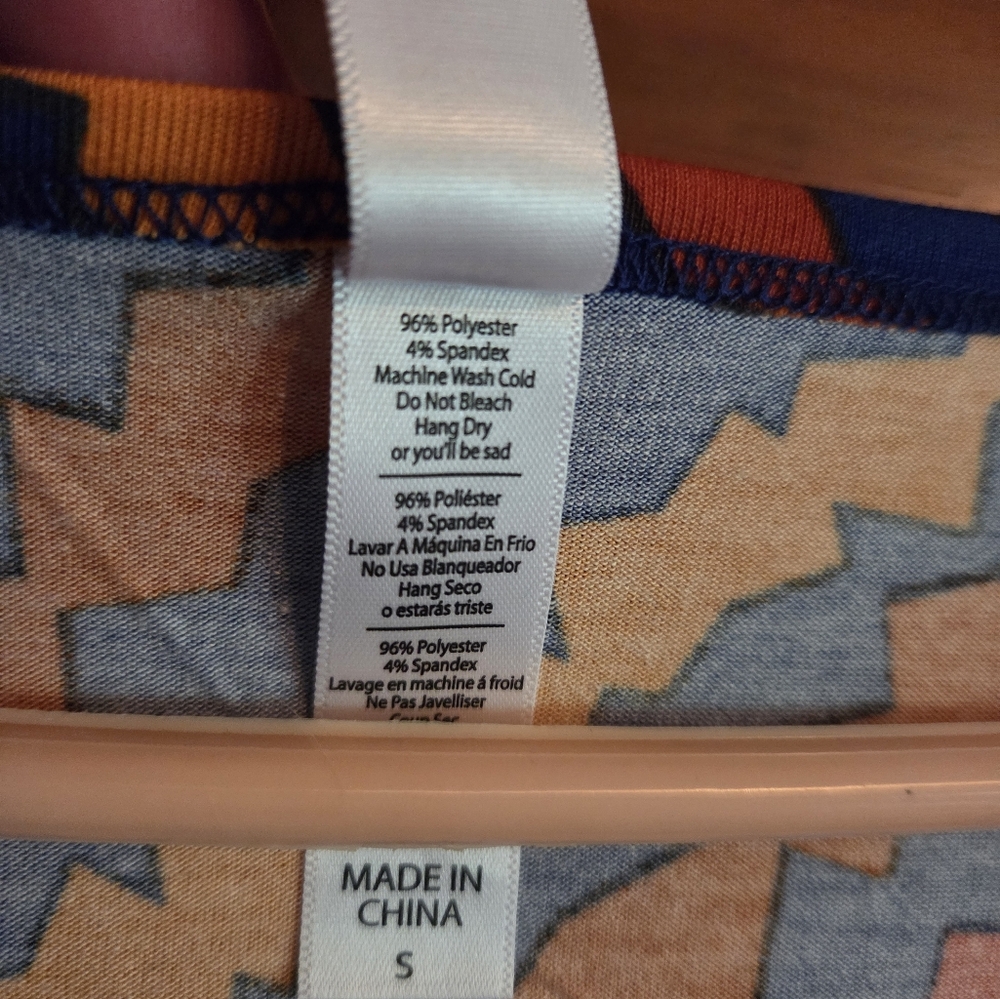 96% Polyester
4% Spandex
Machine Wash Cold
Do Not Bleach
Hang Dry
or you'll be sad
96% Poliéster
4% Spandex
Lavar A Máquina En Frio
No Usa Blanqueador
Hang Seco
o estarás triste
96% Polyester
4% Spandex
Lavage en machine á froid
Ne Pas Javelliser
MADE IN
CHINA
S